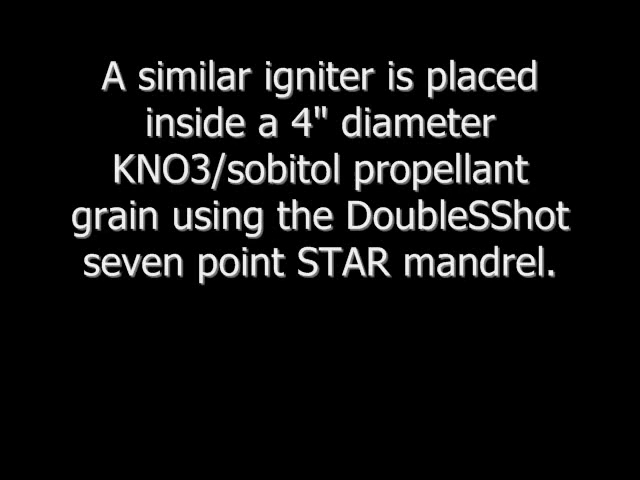 A similar igniter is placed
inside a 4" diameter
KNO3/sobitol propellant
grain using the DoubleSShot
seven point STAR mandrel.